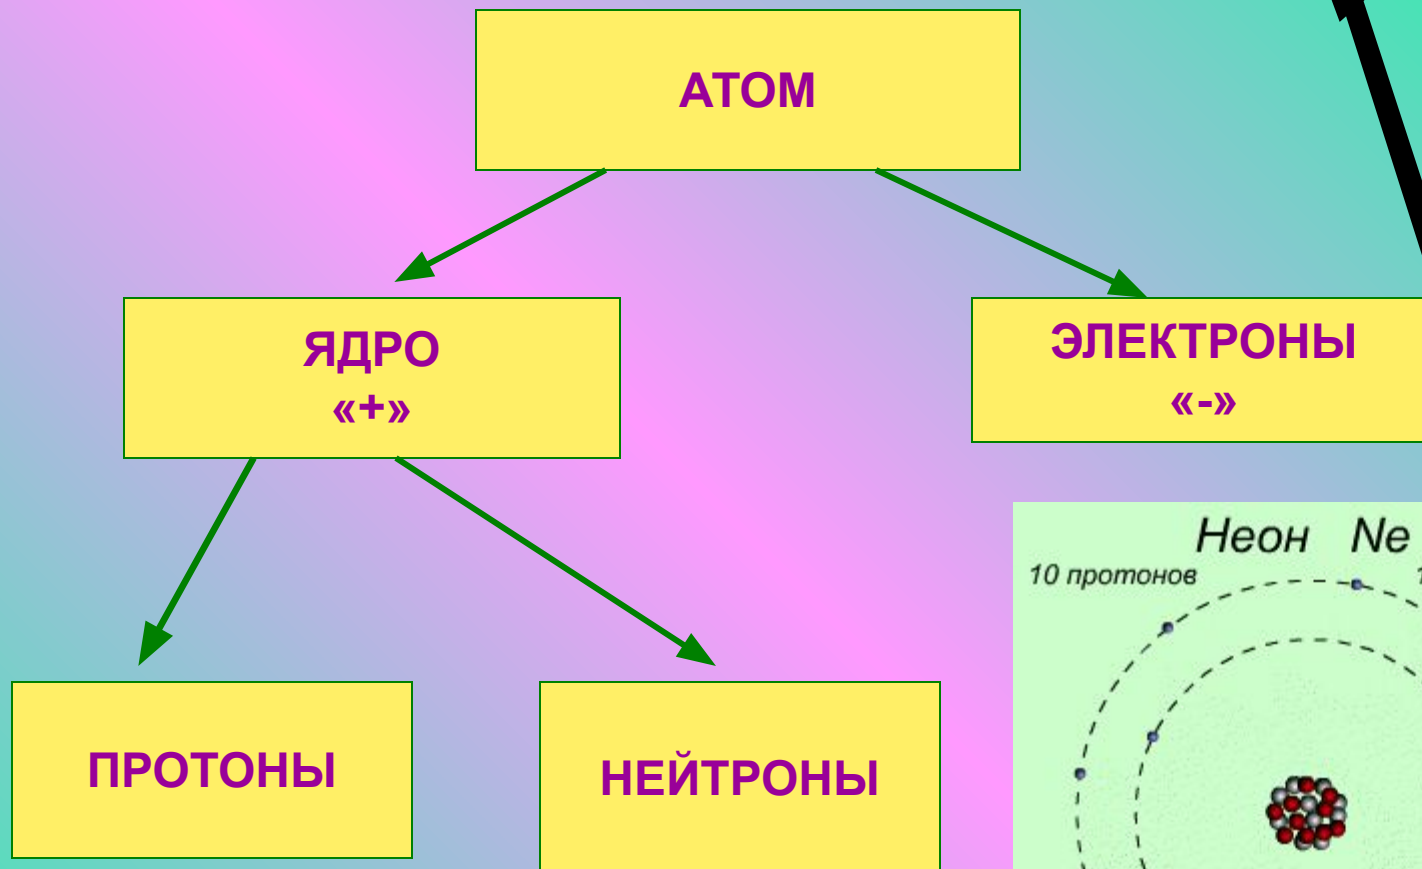 АТОМ
ЯДРО
«+»
ЭЛЕКТРОНЫ
«-»
Неон Ne
10 протонов
ПРОТОНЫ
НЕЙТРОНЫ